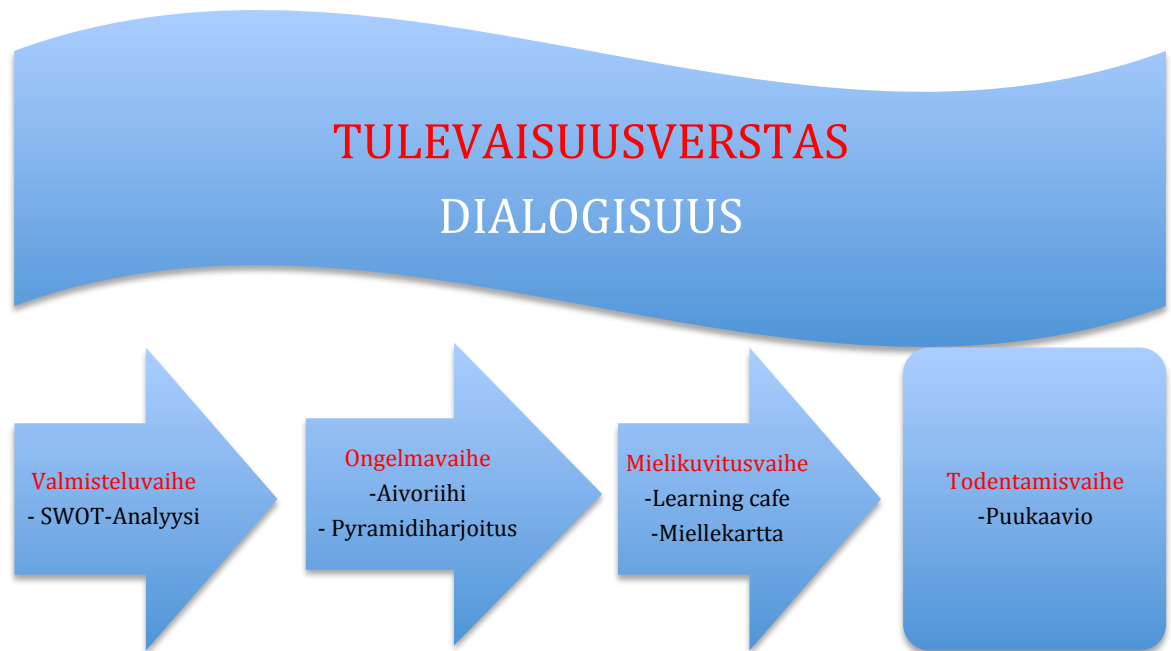 TULEVAISUUSVERSTAS
DIALOGISUUS
Valmisteluvaihe
- SWOT-Analyysi
Ongelmavaihe
-Aivoriihi
- Pyramidiharjoitus
Mielikuvitusvaihe
-Learning cafe
-Miellekartta
Todentamisvaihe
-Puukaavio